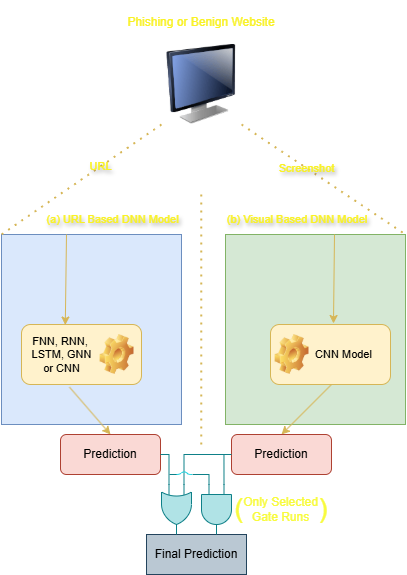 Phishing or Benign Website
URL
Screenshot
(a) URL Based DNN Model
(b) Visual Based DNN Model
FNN, RNN,
LSTM, GNN
or CNN
CNN Model
Prediction
Prediction
(Only Selected
Gate Runs)
Final Prediction